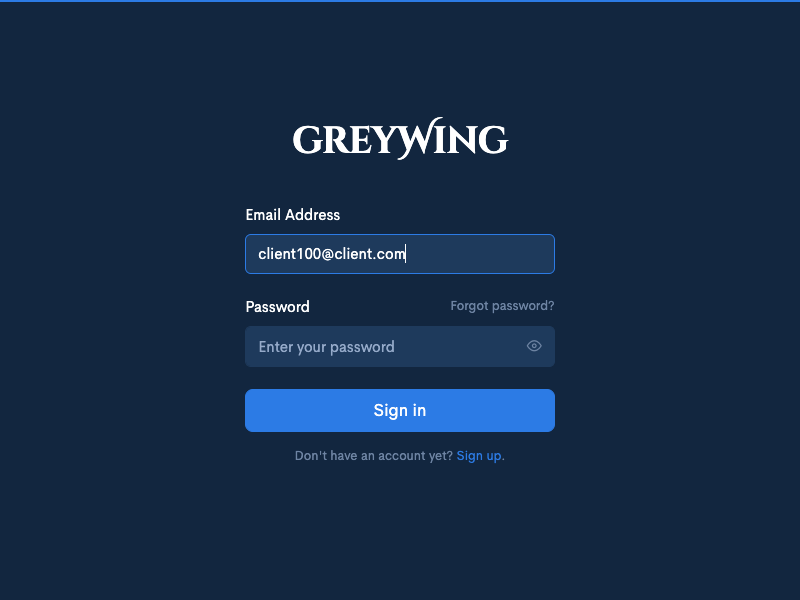 GREYWING
Email Address
client100@client.com
Password
Forgot password?
Enter your password
Sign in
Don't have an account yet? Sign up.